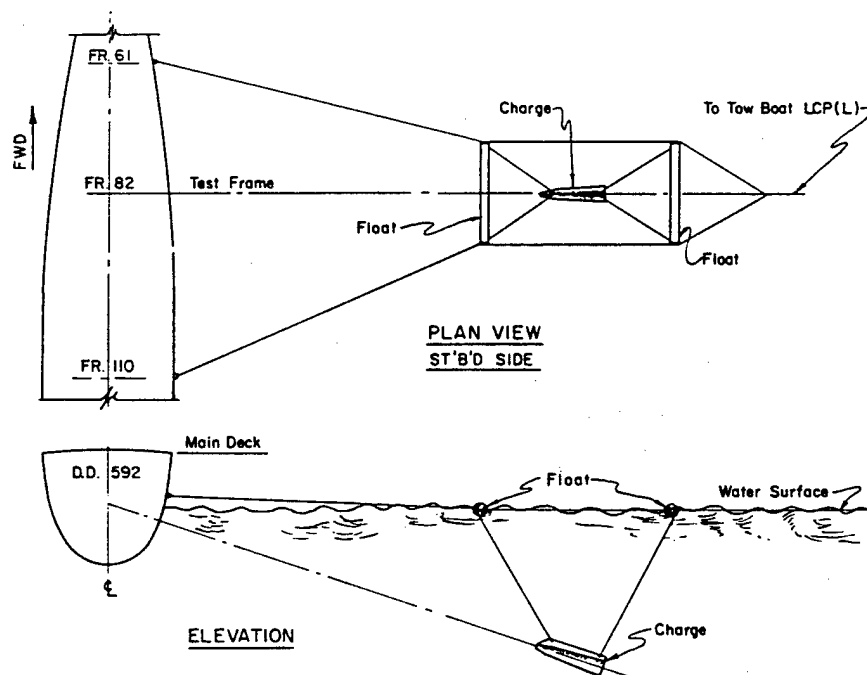 FR. 61
Charge
To Tow Boat LCP(L)
FWD
FR. 82
Test Frame
Float
Float
PLAN VIEW
ST'B'D SIDE
FR. 110
Main Deck
D.D. 592
Float
Water Surface
℄
ELEVATION
Charge